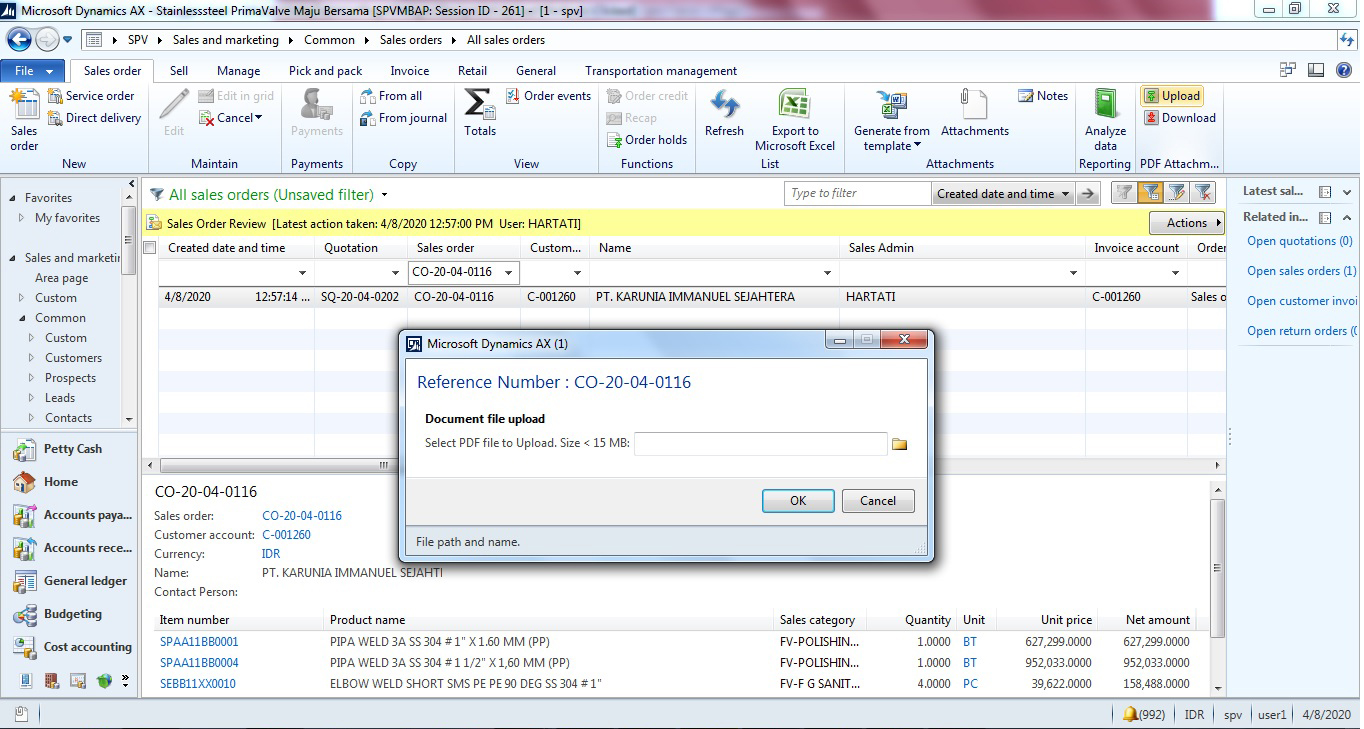 Microsoft Dynamics AX - Stainlesssteel PrimaValve Maju Bersama [SPVMBAP: Session ID - 261] - [1 - spv]
SPV Sales and marketing Common Sales orders All sales orders
File Sales order Sell Manage Pick and pack Invoice Retail General Transportation management
Service order Edit in grid From all Order events Order credit Notes Upload
Direct delivery Cancel From journal Recap Download
Sales order Edit Payments Totals Order holds Refresh Export to Microsoft Excel Generate from template Attachments Analyze data
New Maintain Payments Copy View Functions List Attachments Reporting PDF Attachm...
Favorites
My favorites
Sales and marketin
Area page
Custom
Common
Custom
Customers
Prospects
Leads
Contacts
Petty Cash
Home
Accounts paya...
Accounts rece...
General ledger
Budgeting
Cost accounting
All sales orders (Unsaved filter) Type to filter Created date and time
Sales Order Review [Latest action taken: 4/8/2020 12:57:00 PM User: HARTATI] Actions
Created date and time Quotation Sales order Custom... Name Sales Admin Invoice account Order
CO-20-04-0116
4/8/2020 12:57:14 ... SQ-20-04-0202 CO-20-04-0116 C-001260 PT. KARUNIA IMMANUEL SEJAHTERA HARTATI C-001260 Sales o
Microsoft Dynamics AX (1)
Reference Number : CO-20-04-0116
Document file upload
Select PDF file to Upload. Size < 15 MB:
OK Cancel
File path and name.
CO-20-04-0116
Sales order: CO-20-04-0116
Customer account: C-001260
Currency: IDR
Name: PT. KARUNIA IMMANUEL SEJAHTI
Contact Person:
Item number Product name Sales category Quantity Unit Unit price Net amount
SPAA11BB0001 PIPA WELD 3A SS 304 # 1" X 1.60 MM (PP) FV-POLISHIN... 1.0000 BT 627,299.0000 627,299.0000
SPAA11BB0004 PIPA WELD 3A SS 304 # 1 1/2" X 1,60 MM (PP) FV-POLISHIN... 1.0000 BT 952,033.0000 952,033.0000
SEBB11XX0010 ELBOW WELD SHORT SMS PE PE 90 DEG SS 304 # 1" FV-F G SANIT... 4.0000 PC 39,622.0000 158,488.0000
Latest sal...
Related in...
Open quotations (0)
Open sales orders (1)
Open customer invoi
Open return orders (0
(992) IDR spv user1 4/8/2020